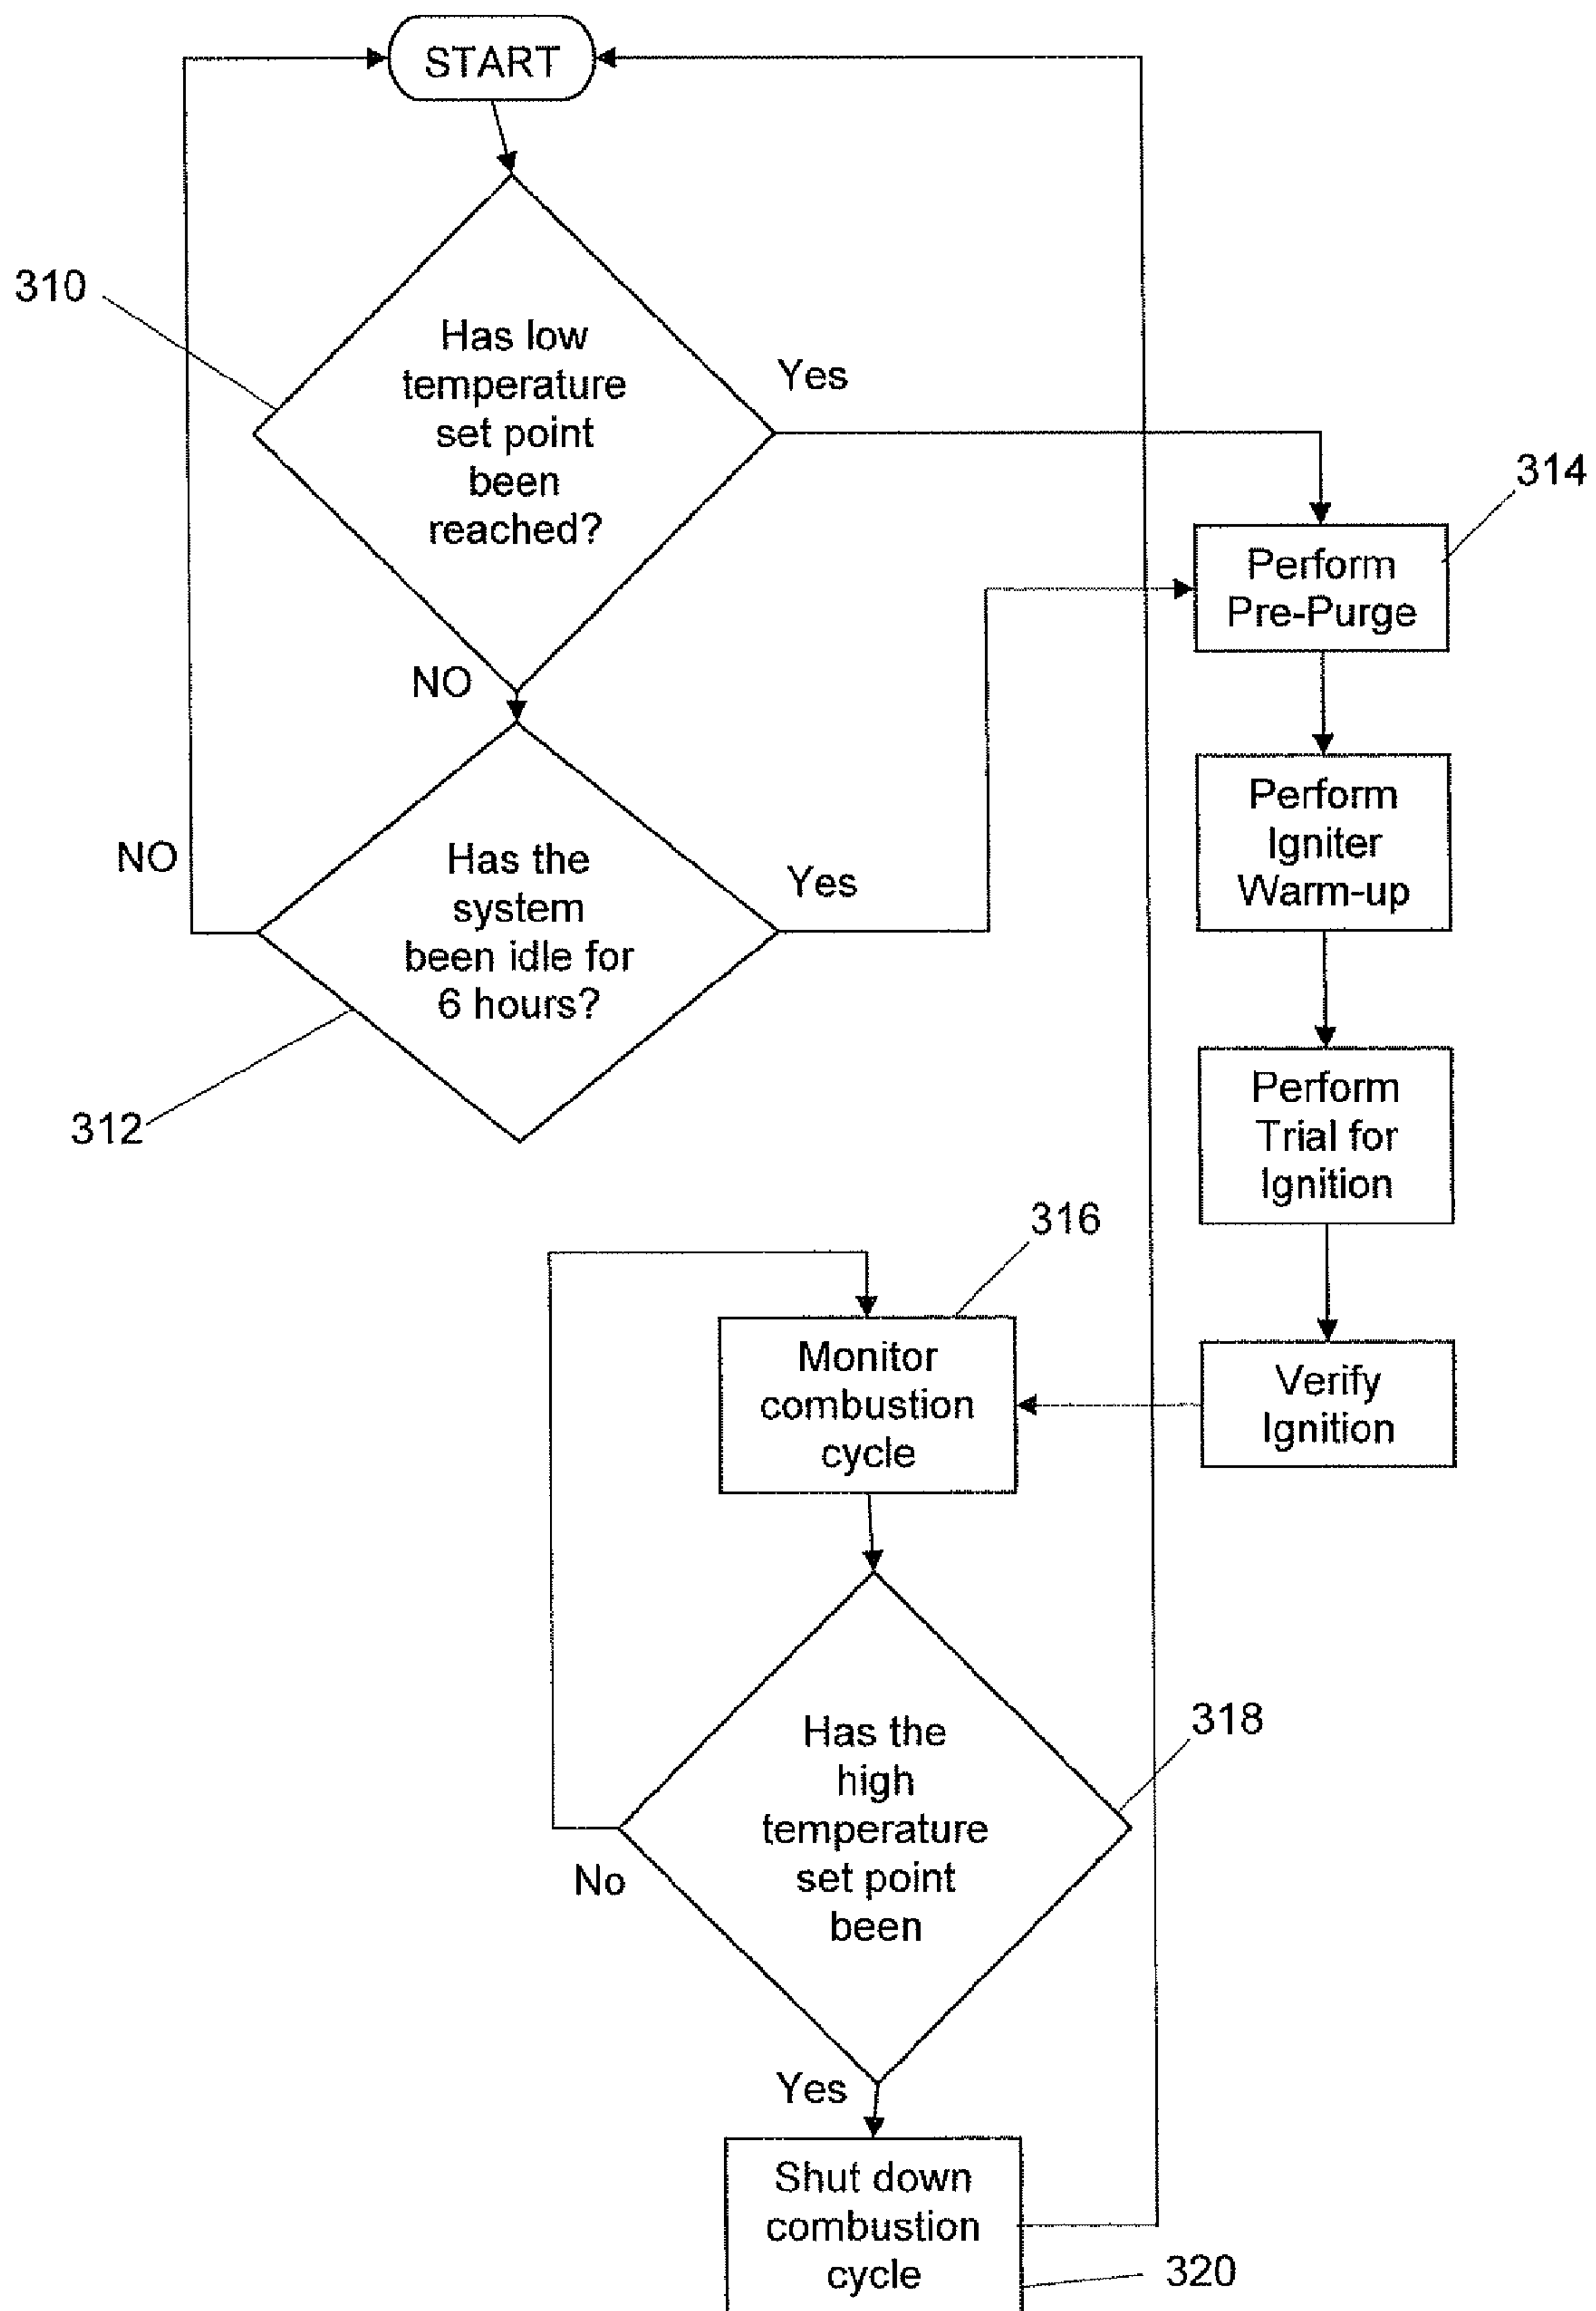 START
310
Has low
temperature
set point
been
reached?
Yes
314
Perform
Pre-Purge
NO
Perform
Igniter
Warm-up
NO
Has the
system
been idle for
6 hours?
Yes
312
Perform
Trial for
Ignition
316
Monitor
combustion
cycle
Verify
Ignition
318
Has the
high
temperature
set point
been
No
Yes
Shut down
combustion
cycle
320